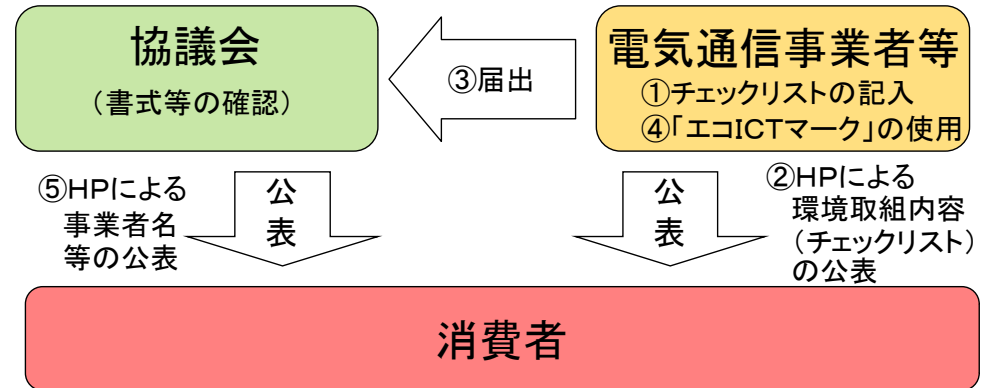 協議会
（書式等の確認）
③届出
電気通信事業者等
①チェックリストの記入
④「エコICTマーク」の使用
⑤HPによる
事業者名
等の公表
公
表
公
表
②HPによる
環境取組内容
（チェックリスト）
の公表
消費者